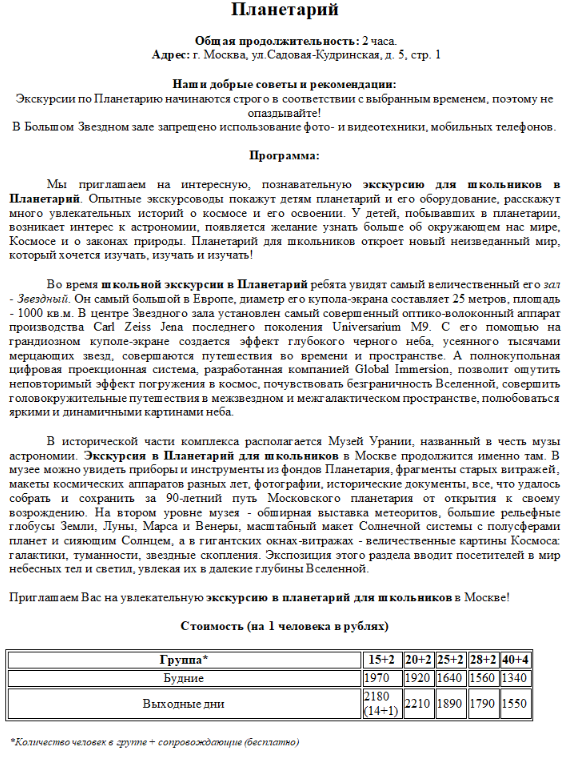 Планетарий
Общая продолжительность: 2 часа.
Адрес: г. Москва, ул.Садовая-Кудринская, д. 5, стр. 1
Наши добрые советы и рекомендации:
Экскурсии по Планетарию начинаются строго в соответствии с выбранным временем, поэтому не
опаздывайте!
В Большом Звездном зале запрещено использование фото- и видеотехники, мобильных телефонов.
Программа:
Мы приглашаем на интересную, познавательную экскурсию для школьников в
Планетарий. Опытные экскурсоводы покажут детям планетарий и его оборудование, расскажут
много увлекательных историй о космосе и его освоении. У детей, побывавших в планетарии,
возникает интерес к астрономии, появляется желание узнать больше об окружающем нас мире,
Космосе и о законах природы. Планетарий для школьников откроет новый неизведанный мир,
который хочется изучать, изучать и изучать!
Во время школьной экскурсии в Планетарий ребята увидят самый величественный его зал
- Звездный. Он самый большой в Европе, диаметр его купола-экрана составляет 25 метров, площадь
- 1000 кв.м. В центре Звездного зала установлен самый совершенный оптико-волоконный аппарат
производства Carl Zeiss Jena последнего поколения Universarium M9. С его помощью на
грандиозном куполе-экране создается эффект глубокого черного неба, усеянного тысячами
мерцающих звезд, совершаются путешествия во времени и пространстве. А полнокупольная
цифровая проекционная система, разработанная компанией Global Immersion, позволит ощутить
неповторимый эффект погружения в космос, почувствовать безграничность Вселенной, совершить
головокружительные путешествия в межзвездном и межгалактическом пространстве, полюбоваться
яркими и динамичными картинами неба.
В исторической части комплекса располагается Музей Урании, названный в честь музы
астрономии. Экскурсия в Планетарий для школьников в Москве продолжится именно там. В
музее можно увидеть приборы и инструменты из фондов Планетария, фрагменты старых витражей,
макеты космических аппаратов разных лет, фотографии, исторические документы, все, что удалось
собрать и сохранить за 90-летний путь Московского планетария от открытия к своему
возрождению. На втором уровне музея - обширная выставка метеоритов, большие рельефные
глобусы Земли, Луны, Марса и Венеры, масштабный макет Солнечной системы с полусферами
планет и сияющим Солнцем, а в гигантских окнах-витражах - величественные картины Космоса:
галактики, туманности, звездные скопления. Экспозиция этого раздела вводит посетителей в мир
небесных тел и светил, увлекая их в далекие глубины Вселенной.
Приглашаем Вас на увлекательную экскурсию в планетарий для школьников в Москве!
Стоимость (на 1 человека в рублях)
Группа* 15+2 20+2 25+2 28+2 40+4
Будние 1970 1920 1640 1560 1340
Выходные дни 2180 (14+1) 2210 1890 1790 1550
*Количество человек в группе + сопровождающие (бесплатно)